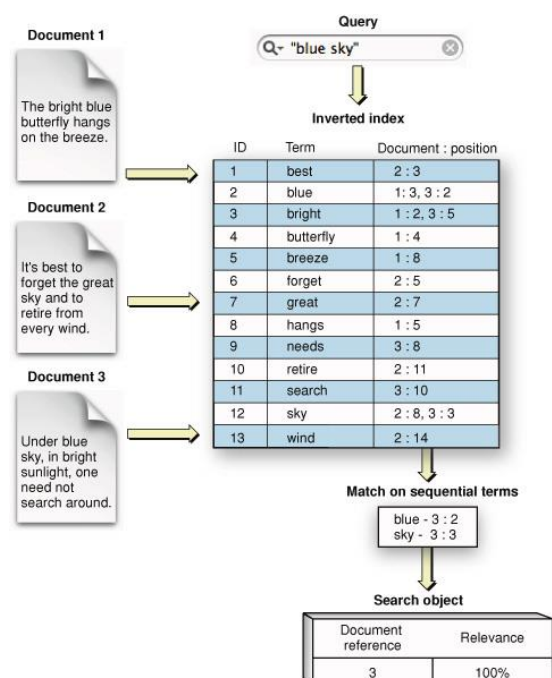 Document 1
The bright blue
butterfly hangs
on the breeze.
Document 2
It's best to
forget the great
sky and to
retire from
every wind.
Document 3
Under blue
sky, in bright
sunlight, one
need not
search around.
Query
"blue sky"
Inverted index
ID Term Document : position
1 best 2 : 3
2 blue 1: 3, 3 : 2
3 bright 1 : 2, 3 : 5
4 butterfly 1 : 4
5 breeze 1 : 8
6 forget 2 : 5
7 great 2 : 7
8 hangs 1 : 5
9 needs 3 : 8
10 retire 2 : 11
11 search 3 : 10
12 sky 2 : 8, 3 : 3
13 wind 2 : 14
Match on sequential terms
blue - 3 : 2
sky - 3 : 3
Search object
Document
reference
Relevance
3 100%